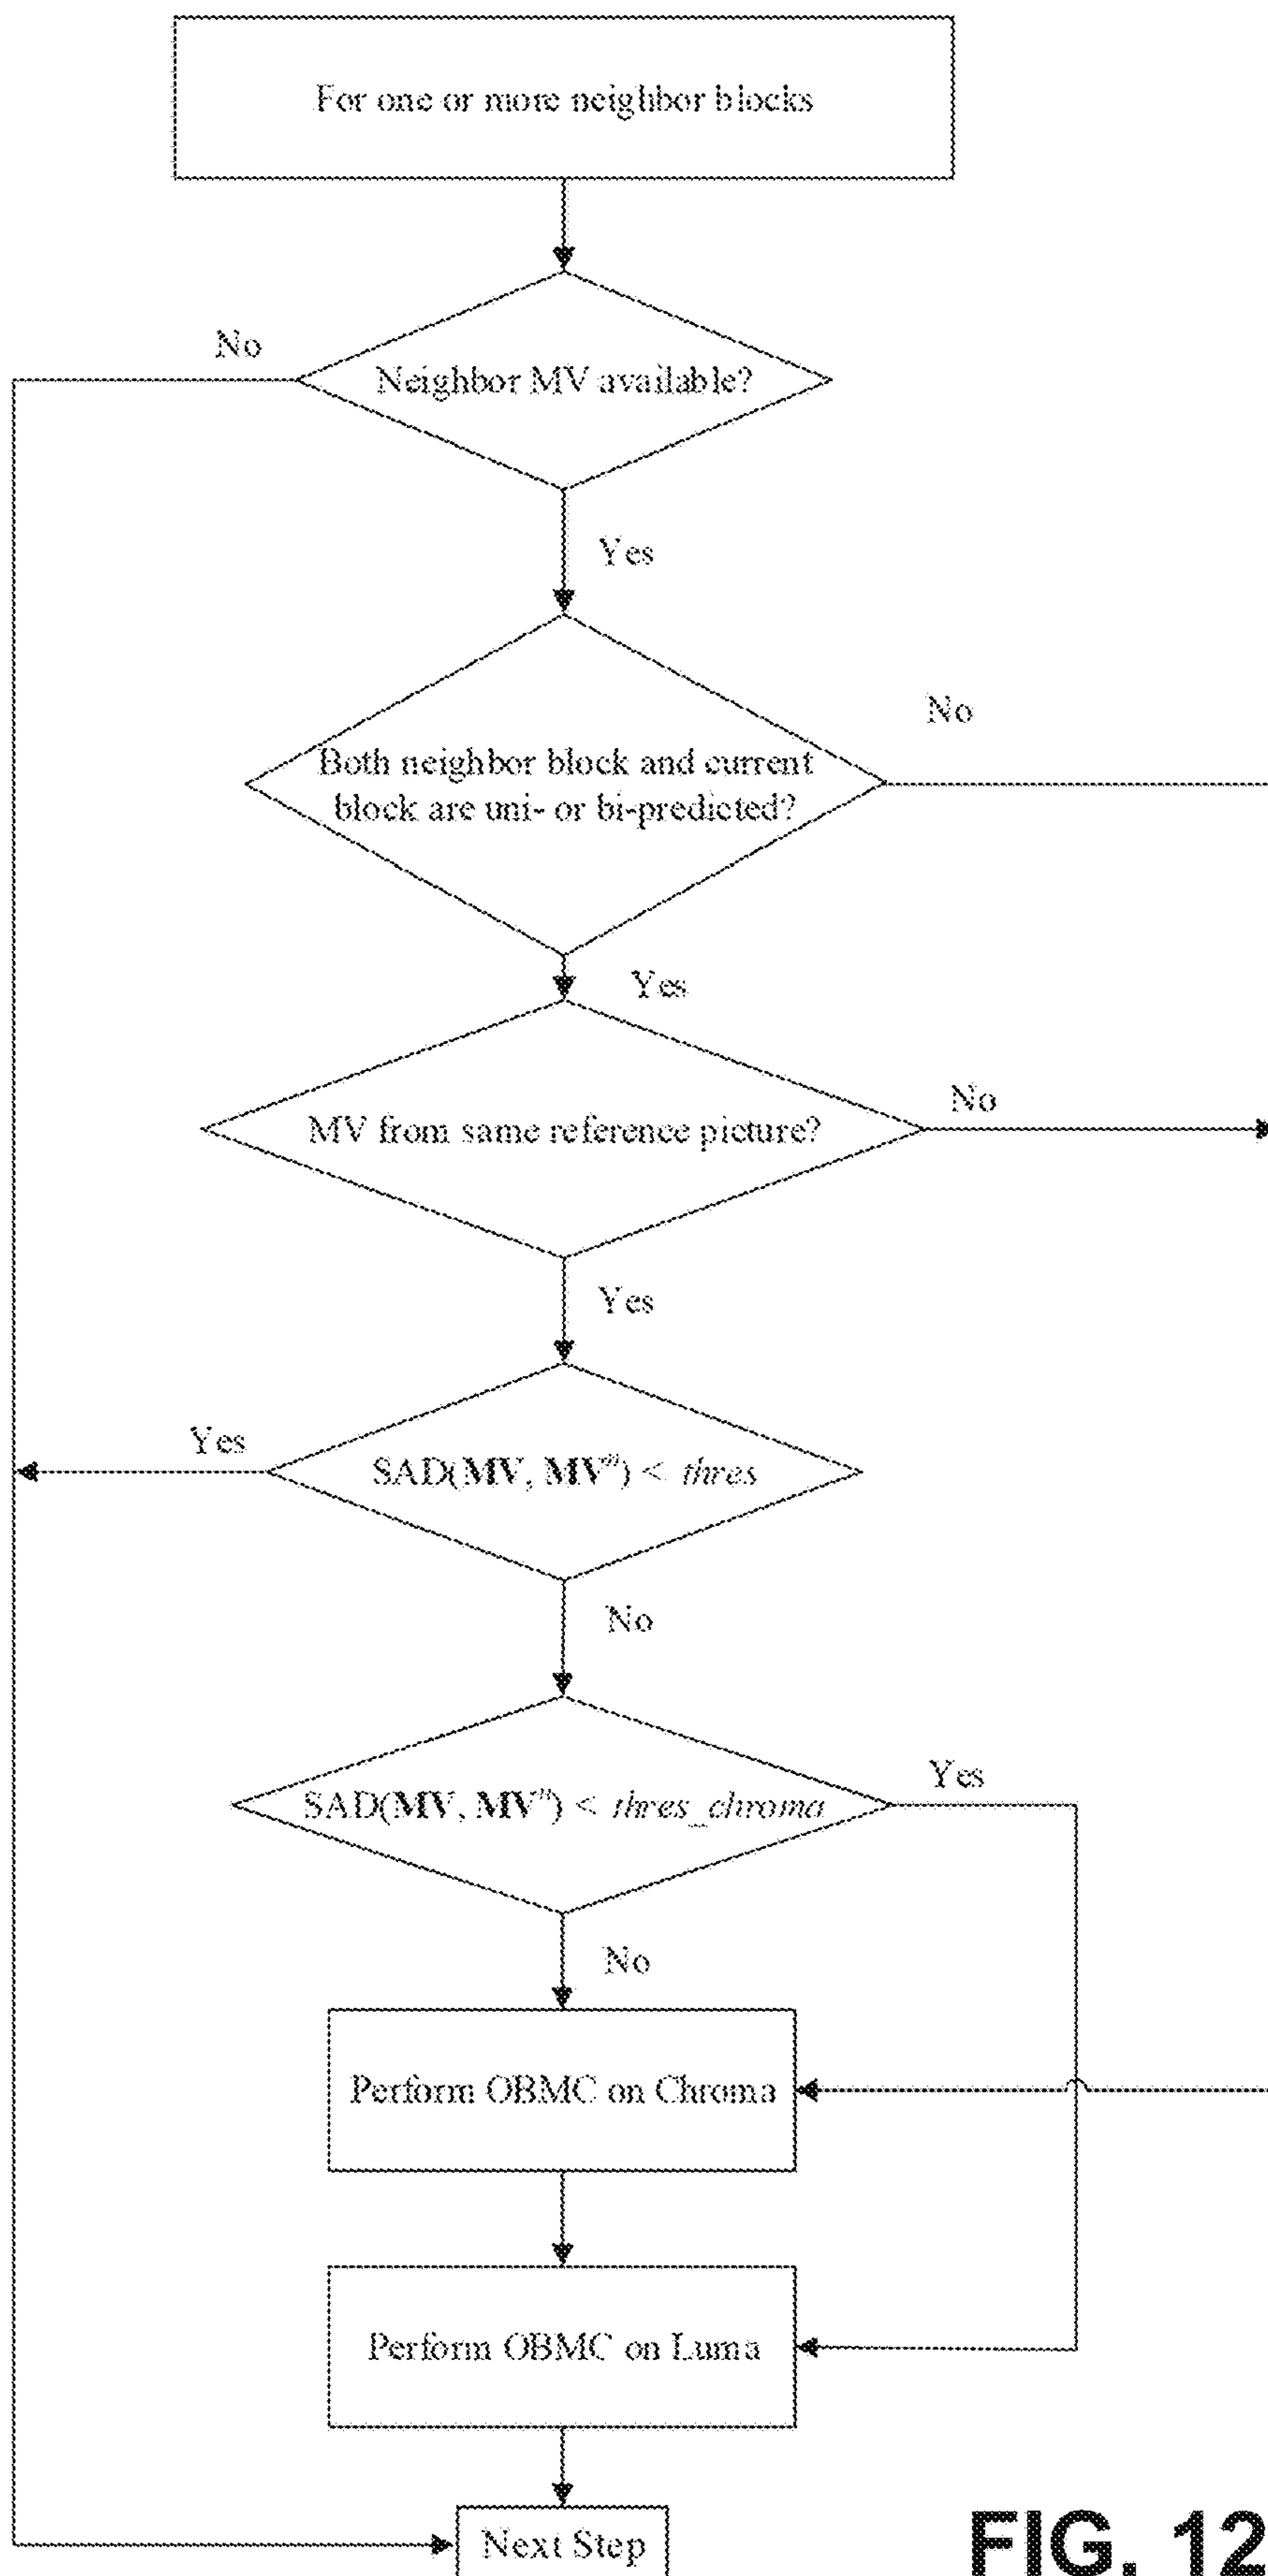 For one or more neighbor blocks
No
Neighbor MV available?
Yes
No
Both neighbor block and current
block are uni- or bi-predicted?
Yes
No
MV from same reference picture?
Yes
Yes
SAD(MV, MVⁿ) < thres
No
Yes
SAD(MV, MVⁿ) < thres_chroma
No
Perform OBMC on Chroma
Perform OBMC on Luma
Next Step
FIG. 12